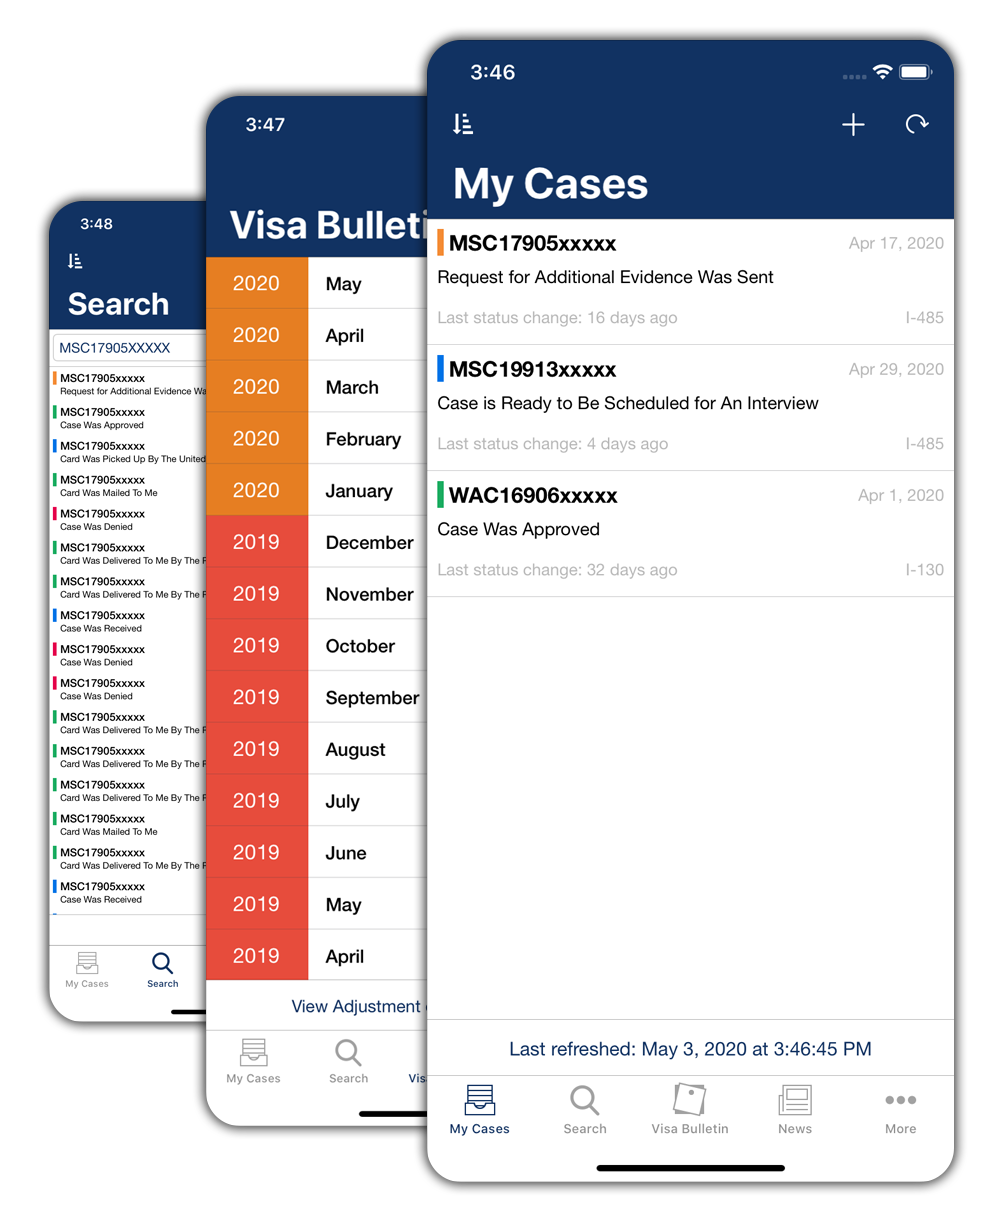 3:48
Search
MSC17905XXXXX
MSC17905xxxxx
Request for Additional Evidence
MSC17905xxxxx
Case Was Approved
MSC17905xxxxx
Card Was Picked Up By The United
MSC17905xxxxx
Card Was Mailed To Me
MSC17905xxxxx
Case Was Denied
MSC17905xxxxx
Card Was Delivered To Me By The
MSC17905xxxxx
Card Was Delivered To Me By The
MSC17905xxxxx
Case Was Received
MSC17905xxxxx
Case Was Denied
MSC17905xxxxx
Case Was Denied
MSC17905xxxxx
Card Was Delivered To Me By The
MSC17905xxxxx
Card Was Delivered To Me By The
MSC17905xxxxx
Card Was Delivered To Me By The
MSC17905xxxxx
Card Was Mailed To Me
MSC17905xxxxx
Card Was Delivered To Me By The
MSC17905xxxxx
Case Was Received
My Cases
Search
3:47
Visa Bulleti
2020 May
2020 April
2020 March
2020 February
2020 January
2019 December
2019 November
2019 October
2019 September
2019 August
2019 July
2019 June
2019 May
2019 April
View Adjustment
My Cases
Search
Vis
3:46
My Cases
MSC17905xxxxx Apr 17, 2020
Request for Additional Evidence Was Sent
Last status change: 16 days ago I-485
MSC19913xxxxx Apr 29, 2020
Case is Ready to Be Scheduled for An Interview
Last status change: 4 days ago I-485
WAC16906xxxxx Apr 1, 2020
Case Was Approved
Last status change: 32 days ago I-130
Last refreshed: May 3, 2020 at 3:46:45 PM
My Cases
Search
Visa Bulletin
News
More